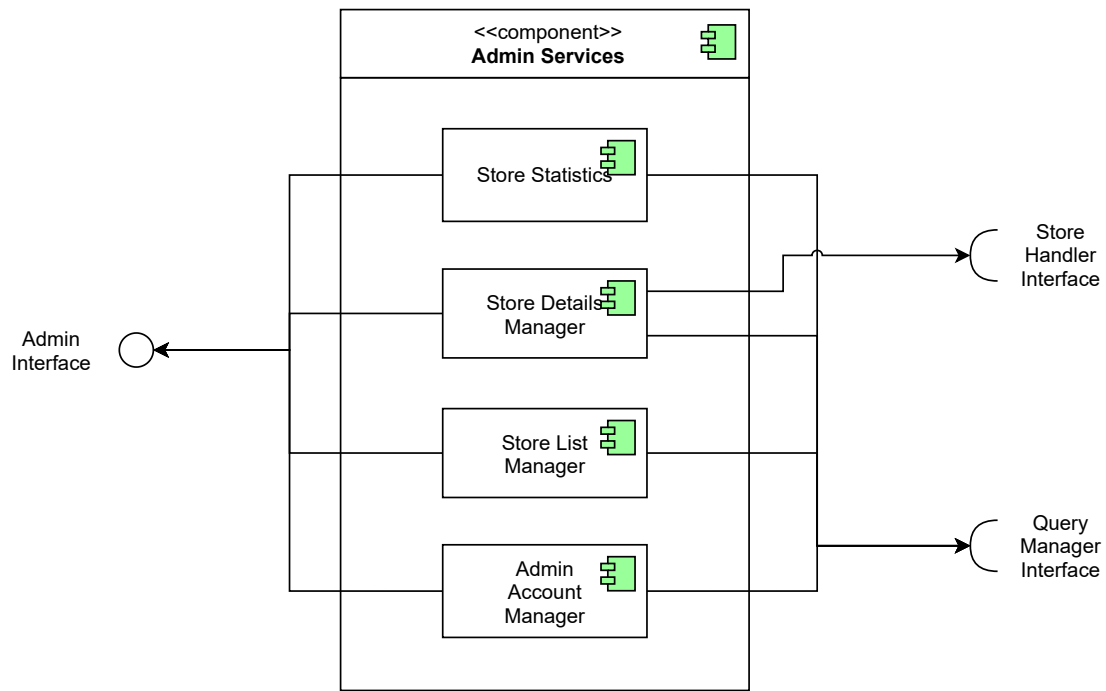 <<component>>
Admin Services
Store Statistics
Store Details
Manager
Store List
Manager
Admin
Account
Manager
Admin
Interface
Store
Handler
Interface
Query
Manager
Interface